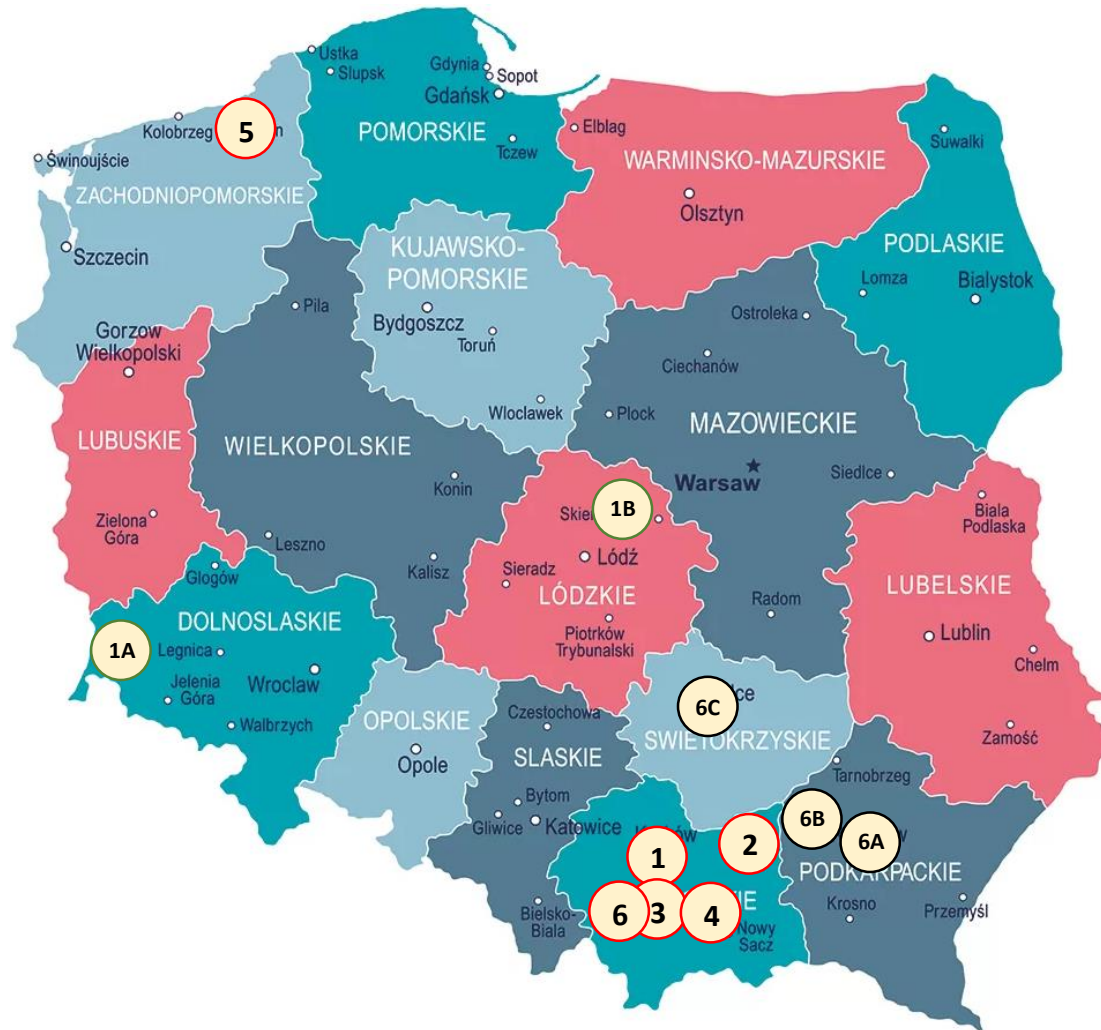 Ustka
Slupsk
Gdynia
Sopot
Gdańsk
Kolobrzeg
5
n
POMORSKIE
Tczew
Elblag
WARMINSKO-MAZURSKIE
Olsztyn
Suwalki
Świnoujście
ZACHODNIOPOMORSKIE
Szczecin
KUJAWSKO-
POMORSKIE
PODLASKIE
Lomza
Bialystok
Pila
Bydgoszcz
Toruń
Ostroleka
Gorzow
Wielkopolski
Ciechanów
Wloclawek
Plock
MAZOWIECKIE
LUBUSKIE
WIELKOPOLSKIE
Konin
Warsaw
Siedlce
Zielona
Góra
Leszno
Kalisz
Skier
1B
Lódź
Sieradz
LÓDZKIE
Piotrków
Trybunalski
Radom
Biala
Podlaska
LUBELSKIE
Lublin
Chelm
Zamość
Glogów
DOLNOSLASKIE
1A
Legnica
Jelenia
Góra
Wroclaw
Walbrzych
OPOLSKIE
Opole
Czestochowa
SLASKIE
Bytom
Gliwice
Katowice
6C
lce
SWIETOKRZYSKIE
Tarnobrzeg
1
2
6B
6A
PODKARPACKIE
6
3
4
IE
Bielsko-
Biala
Nowy
Sacz
Krosno
Przemyśl